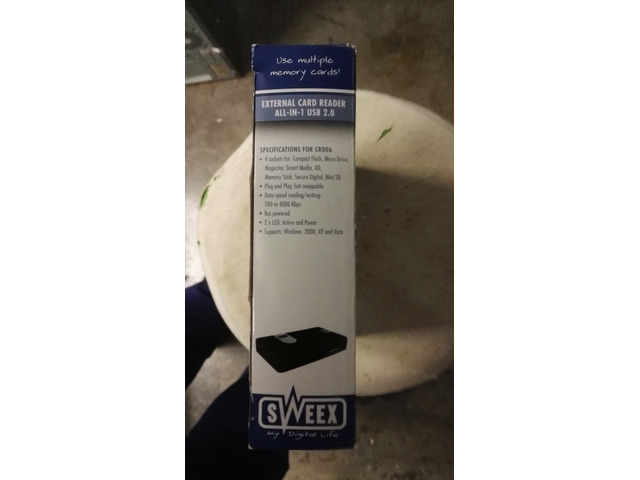 Use multiple
memory cards!
EXTERNAL CARD READER
ALL-IN-1 USB 2.0
SPECIFICATIONS FOR CR006
• 4 sockets for: Compact Flash, Micro Drive,
Magicstor, Smart Media, XD,
Memory Stick, Secure Digital, Mini SD
• Plug and Play, hot swappable
• Data speed reading/writing:
700 to 4000 Kbps
• Bus powered
• 2 x LED: Active and Power
• Supports: Windows 2000, XP and Vista
SWEEX
My Digital Life